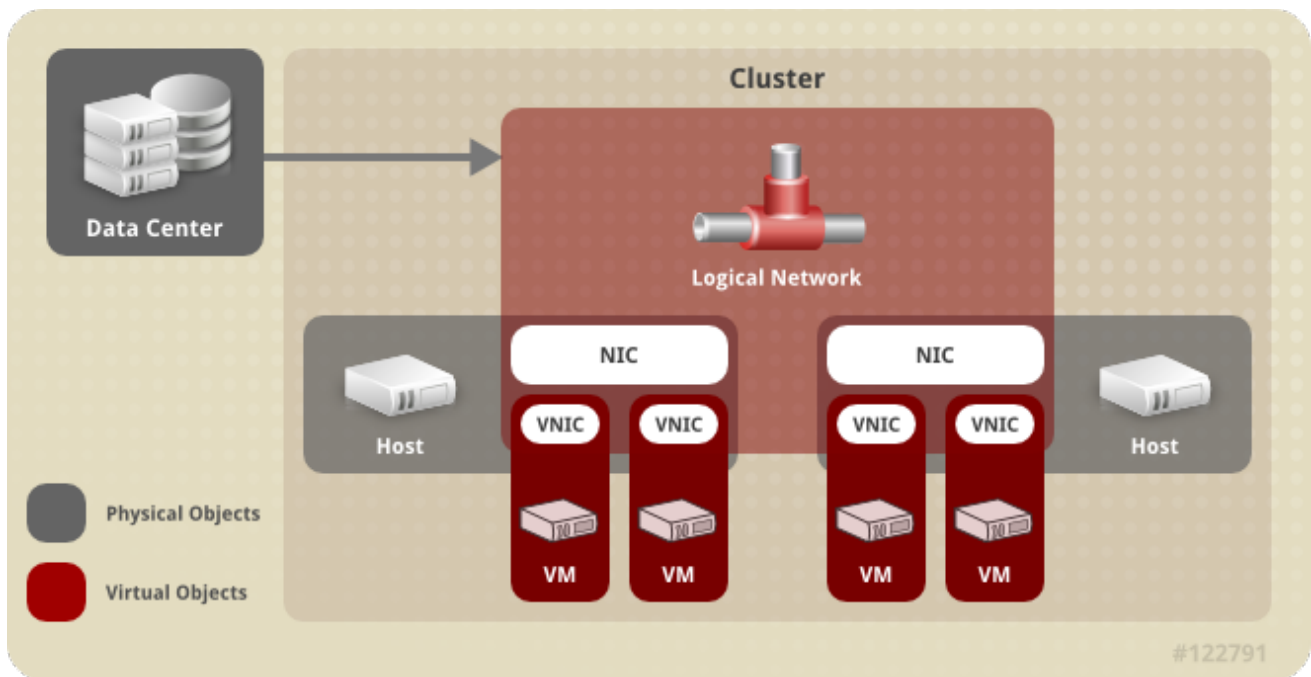 Cluster
Data Center
Logical Network
NIC
NIC
Host
VNIC
VNIC
VNIC
VNIC
Host
VM
VM
VM
VM
Physical Objects
Virtual Objects
#122791